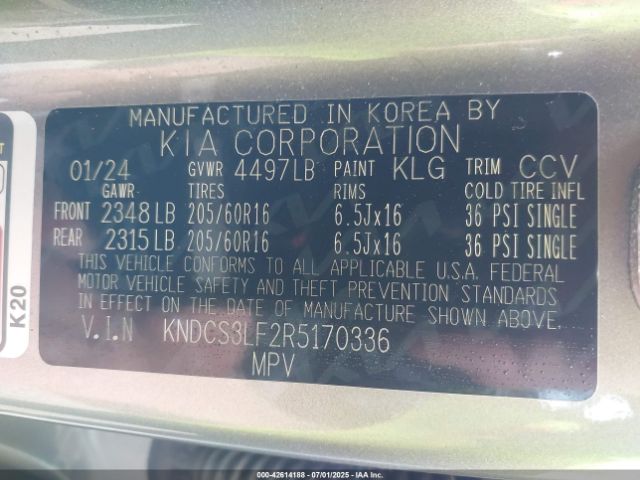 MANUFACTURED IN KOREA BY
KIA CORPORATION
01/24 GVWR 4497LB PAINT KLG TRIM CCV
GAWR- TIRES RIMS COLD TIRE INFL
FRONT 2348LB 205/60R16 6.5Jx16 36 PSI SINGLE
REAR 2315LB 205/60R16 6.5Jx16 36 PSI SINGLE
THIS VEHICLE CONFORMS TO ALL APPLICABLE U.S.A. FEDERAL
MOTOR VEHICLE SAFETY AND THEFT PREVENTION STANDARDS
IN EFFECT ON THE DATE OF MANUFACTURE SHOWN ABOVE.
V.I.N KNDCS3LF2R5170336
MPV
K20
000-42614188 07/01/2025 IAA Inc.